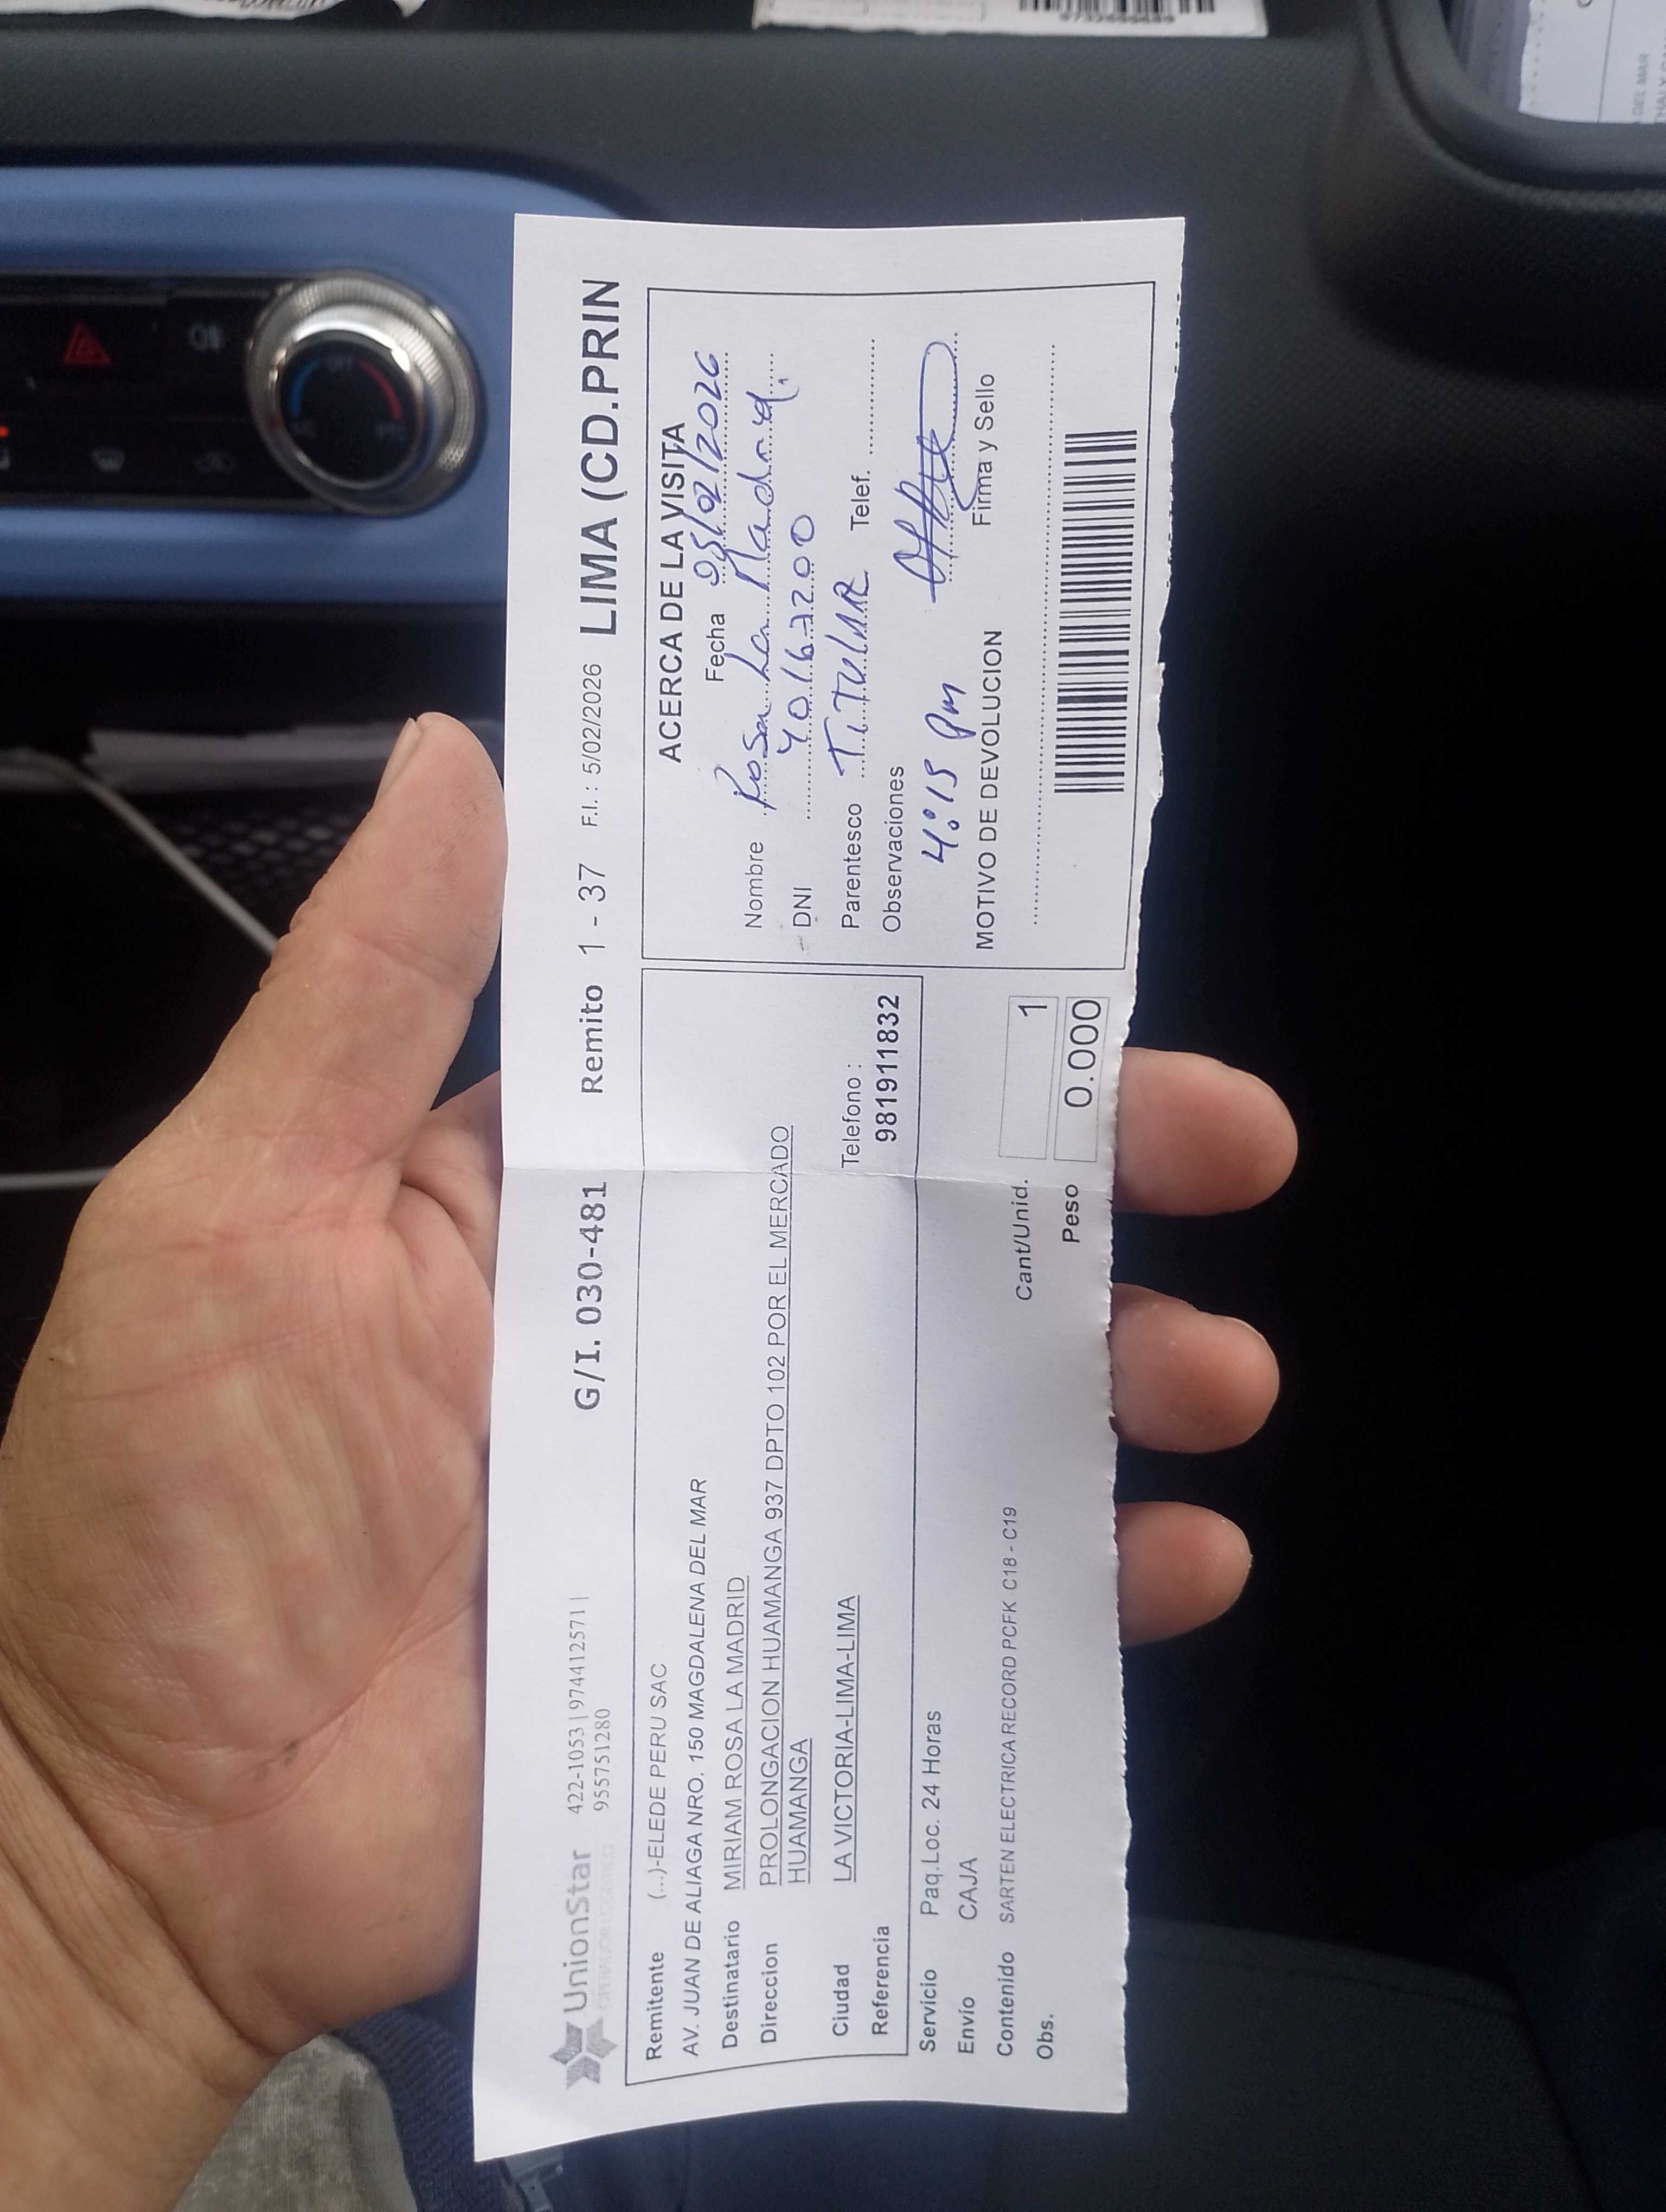 UnionStar
422-1053 | 974412571 |
955751280
G/I. 030-481 Remito 1 - 37 F.I. : 5/02/2026 LIMA (CD.PRIN
Remitente (...)-ELEDE PERU SAC
AV. JUAN DE ALIAGA NRO. 150 MAGDALENA DEL MAR
Destinatario MIRIAM ROSA LA MADRID
Direccion PROLONGACION HUAMANGA 937 DPTO 102 POR EL MERCADO
HUAMANGA
Ciudad LA VICTORIA-LIMA-LIMA
Telefono :
981911832
Referencia
Servicio Paq.Loc. 24 Horas
Envío CAJA
Contenido SARTEN ELECTRICA RECORD PCFK C18 - C19
Obs.
Cant/Unid. 1
Peso 0.000
ACERCA DE LA VISITA
Fecha 05/02/2026
Nombre Rosa La Madrid
DNI 40163200
Parentesco TiTulAR Telef.
Observaciones
4:15 pm
Firma y Sello
MOTIVO DE DEVOLUCION
DEL MAR